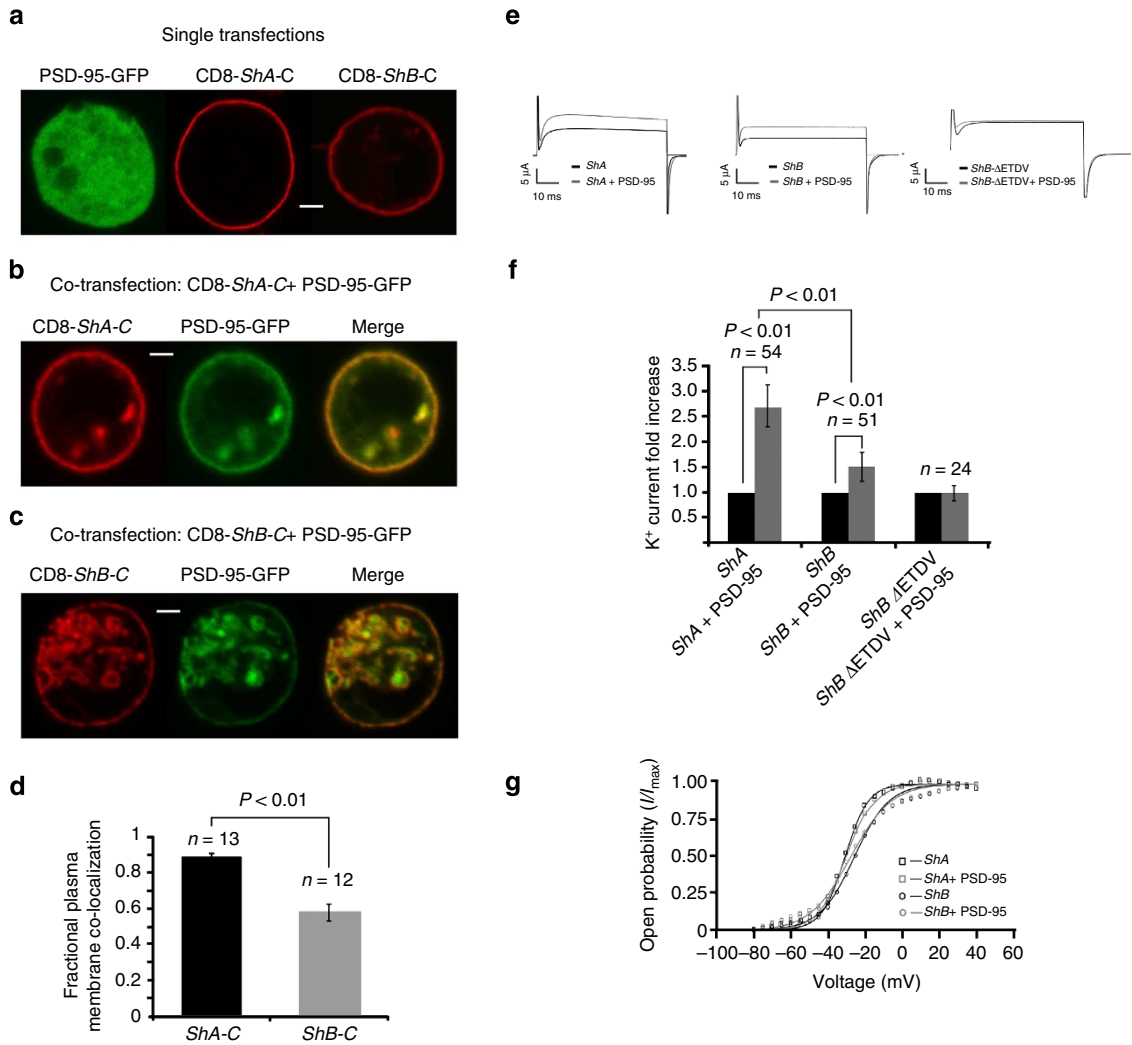 a
Single transfections
PSD-95-GFP CD8-ShA-C CD8-ShB-C
b
Co-transfection: CD8-ShA-C+ PSD-95-GFP
CD8-ShA-C PSD-95-GFP Merge
c
Co-transfection: CD8-ShB-C+ PSD-95-GFP
CD8-ShB-C PSD-95-GFP Merge
d
P < 0.01
n = 13
n = 12
Fractional plasma
membrane co-localization
1
0.8
0.6
0.4
0.2
0
ShA-C ShB-C
e
5 µA
10 ms
ShA
ShA + PSD-95
5 µA
10 ms
ShB
ShB + PSD-95
5 µA
10 ms
ShB-ΔETDV
ShB-ΔETDV+ PSD-95
f
P < 0.01
P < 0.01
n = 54
P < 0.01
n = 51
n = 24
K+ current fold increase
3.5
3.0
2.5
2.0
1.5
1.0
0.5
ShA
ShA + PSD-95
ShB
ShB + PSD-95
ShB ΔETDV
ShB ΔETDV + PSD-95
g
Open probability (I/Imax)
1.00
0.75
0.50
0.25
0
ShA
ShA+ PSD-95
ShB
ShB+ PSD-95
−100 −80 −60 −40 −20 0 20 40 60
Voltage (mV)